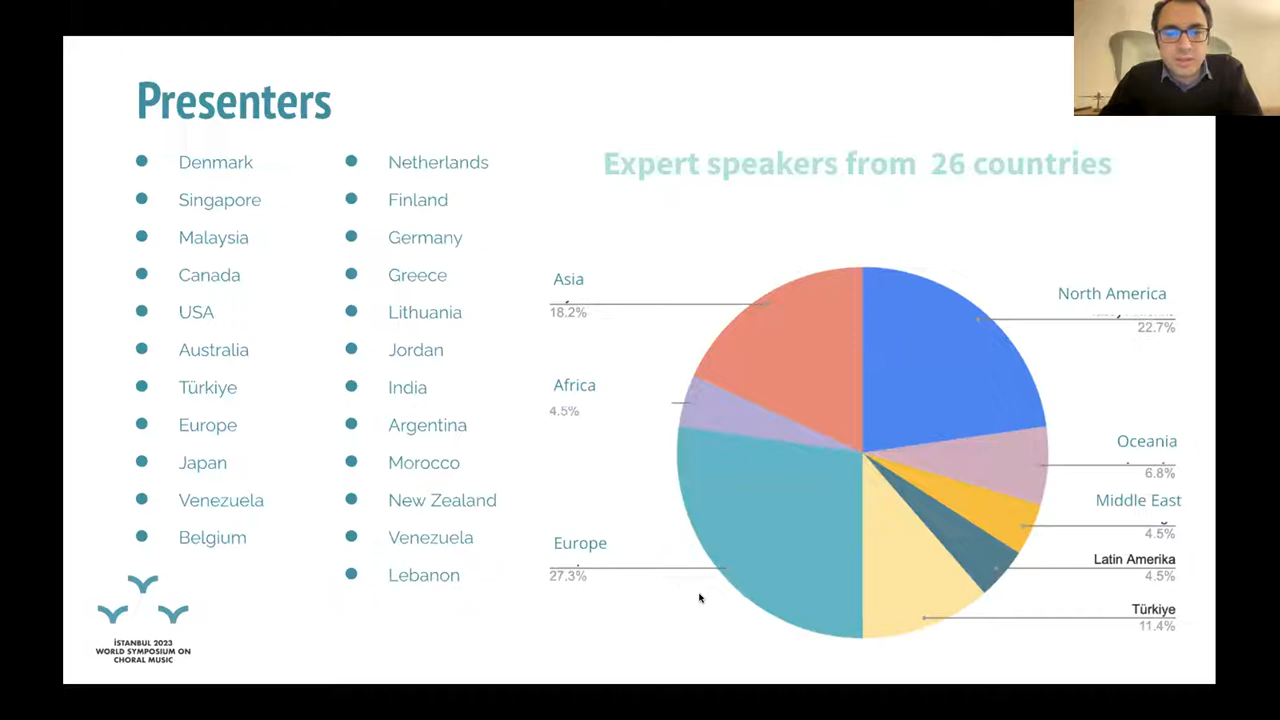 Presenters
Denmark
Singapore
Malaysia
Canada
USA
Australia
Türkiye
Europe
Japan
Venezuela
Belgium
Netherlands
Finland
Germany
Greece
Lithuania
Jordan
India
Argentina
Morocco
New Zealand
Venezuela
Lebanon
Expert speakers from 26 countries
Asia
18.2%
Africa
4.5%
Europe
27.3%
North America
22.7%
Oceania
6.8%
Middle East
4.5%
Latin Amerika
4.5%
Türkiye
11.4%
İSTANBUL 2023
WORLD SYMPOSIUM ON
CHORAL MUSIC